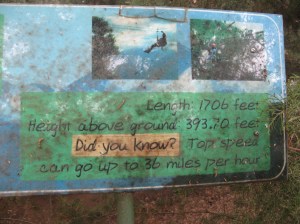 Length: 1706 feet
Height above ground 393.70 feet
Did you know? Top speed
can go up to 36 miles per hour